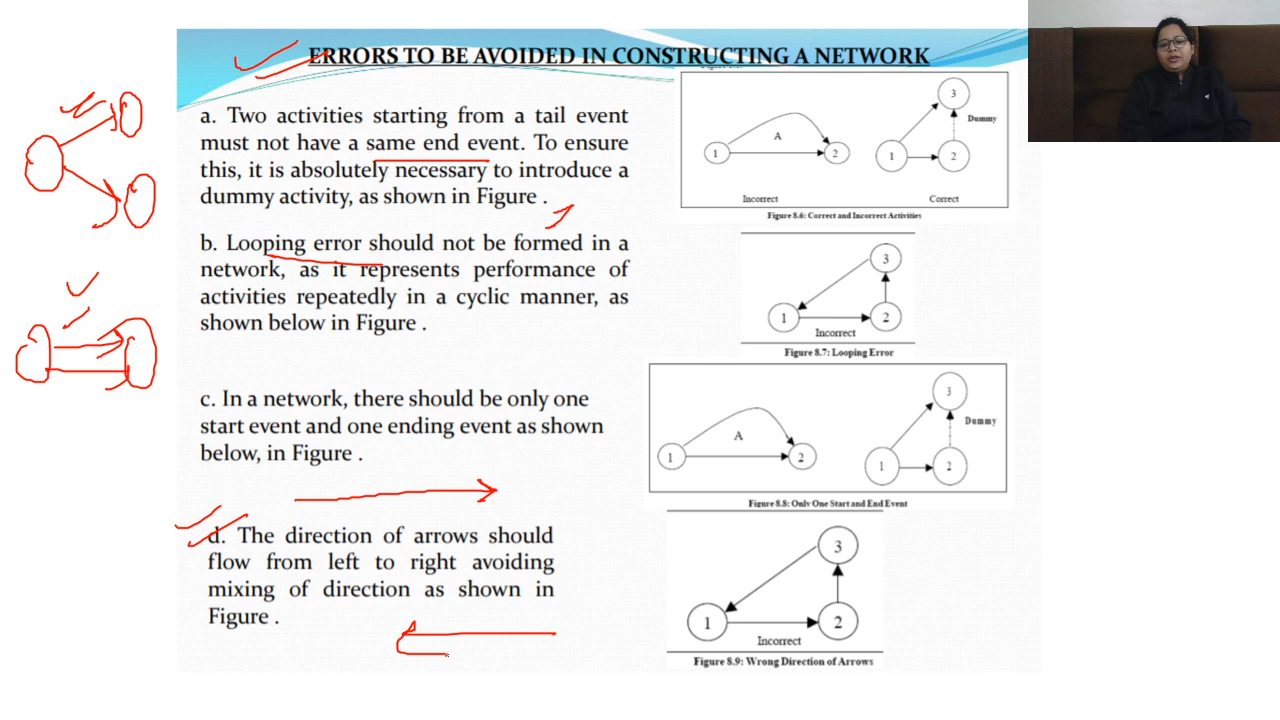 ERRORS TO BE AVOIDED IN CONSTRUCTING A NETWORK
a. Two activities starting from a tail event
must not have a same end event. To ensure
this, it is absolutely necessary to introduce a
dummy activity, as shown in Figure .
b. Looping error should not be formed in a
network, as it represents performance of
activities repeatedly in a cyclic manner, as
shown below in Figure .
c. In a network, there should be only one
start event and one ending event as shown
below, in Figure .
d. The direction of arrows should
flow from left to right avoiding
mixing of direction as shown in
Figure .
3
Dummy
A
1
2
1
2
Incorrect
Correct
Figure 8.6: Correct and Incorrect Activities
3
1
2
Incorrect
Figure 8.7: Looping Error
3
Dummy
A
1
2
1
2
Figure 8.8: Only One Start and End Event
3
1
2
Incorrect
Figure 8.9: Wrong Direction of Arrows